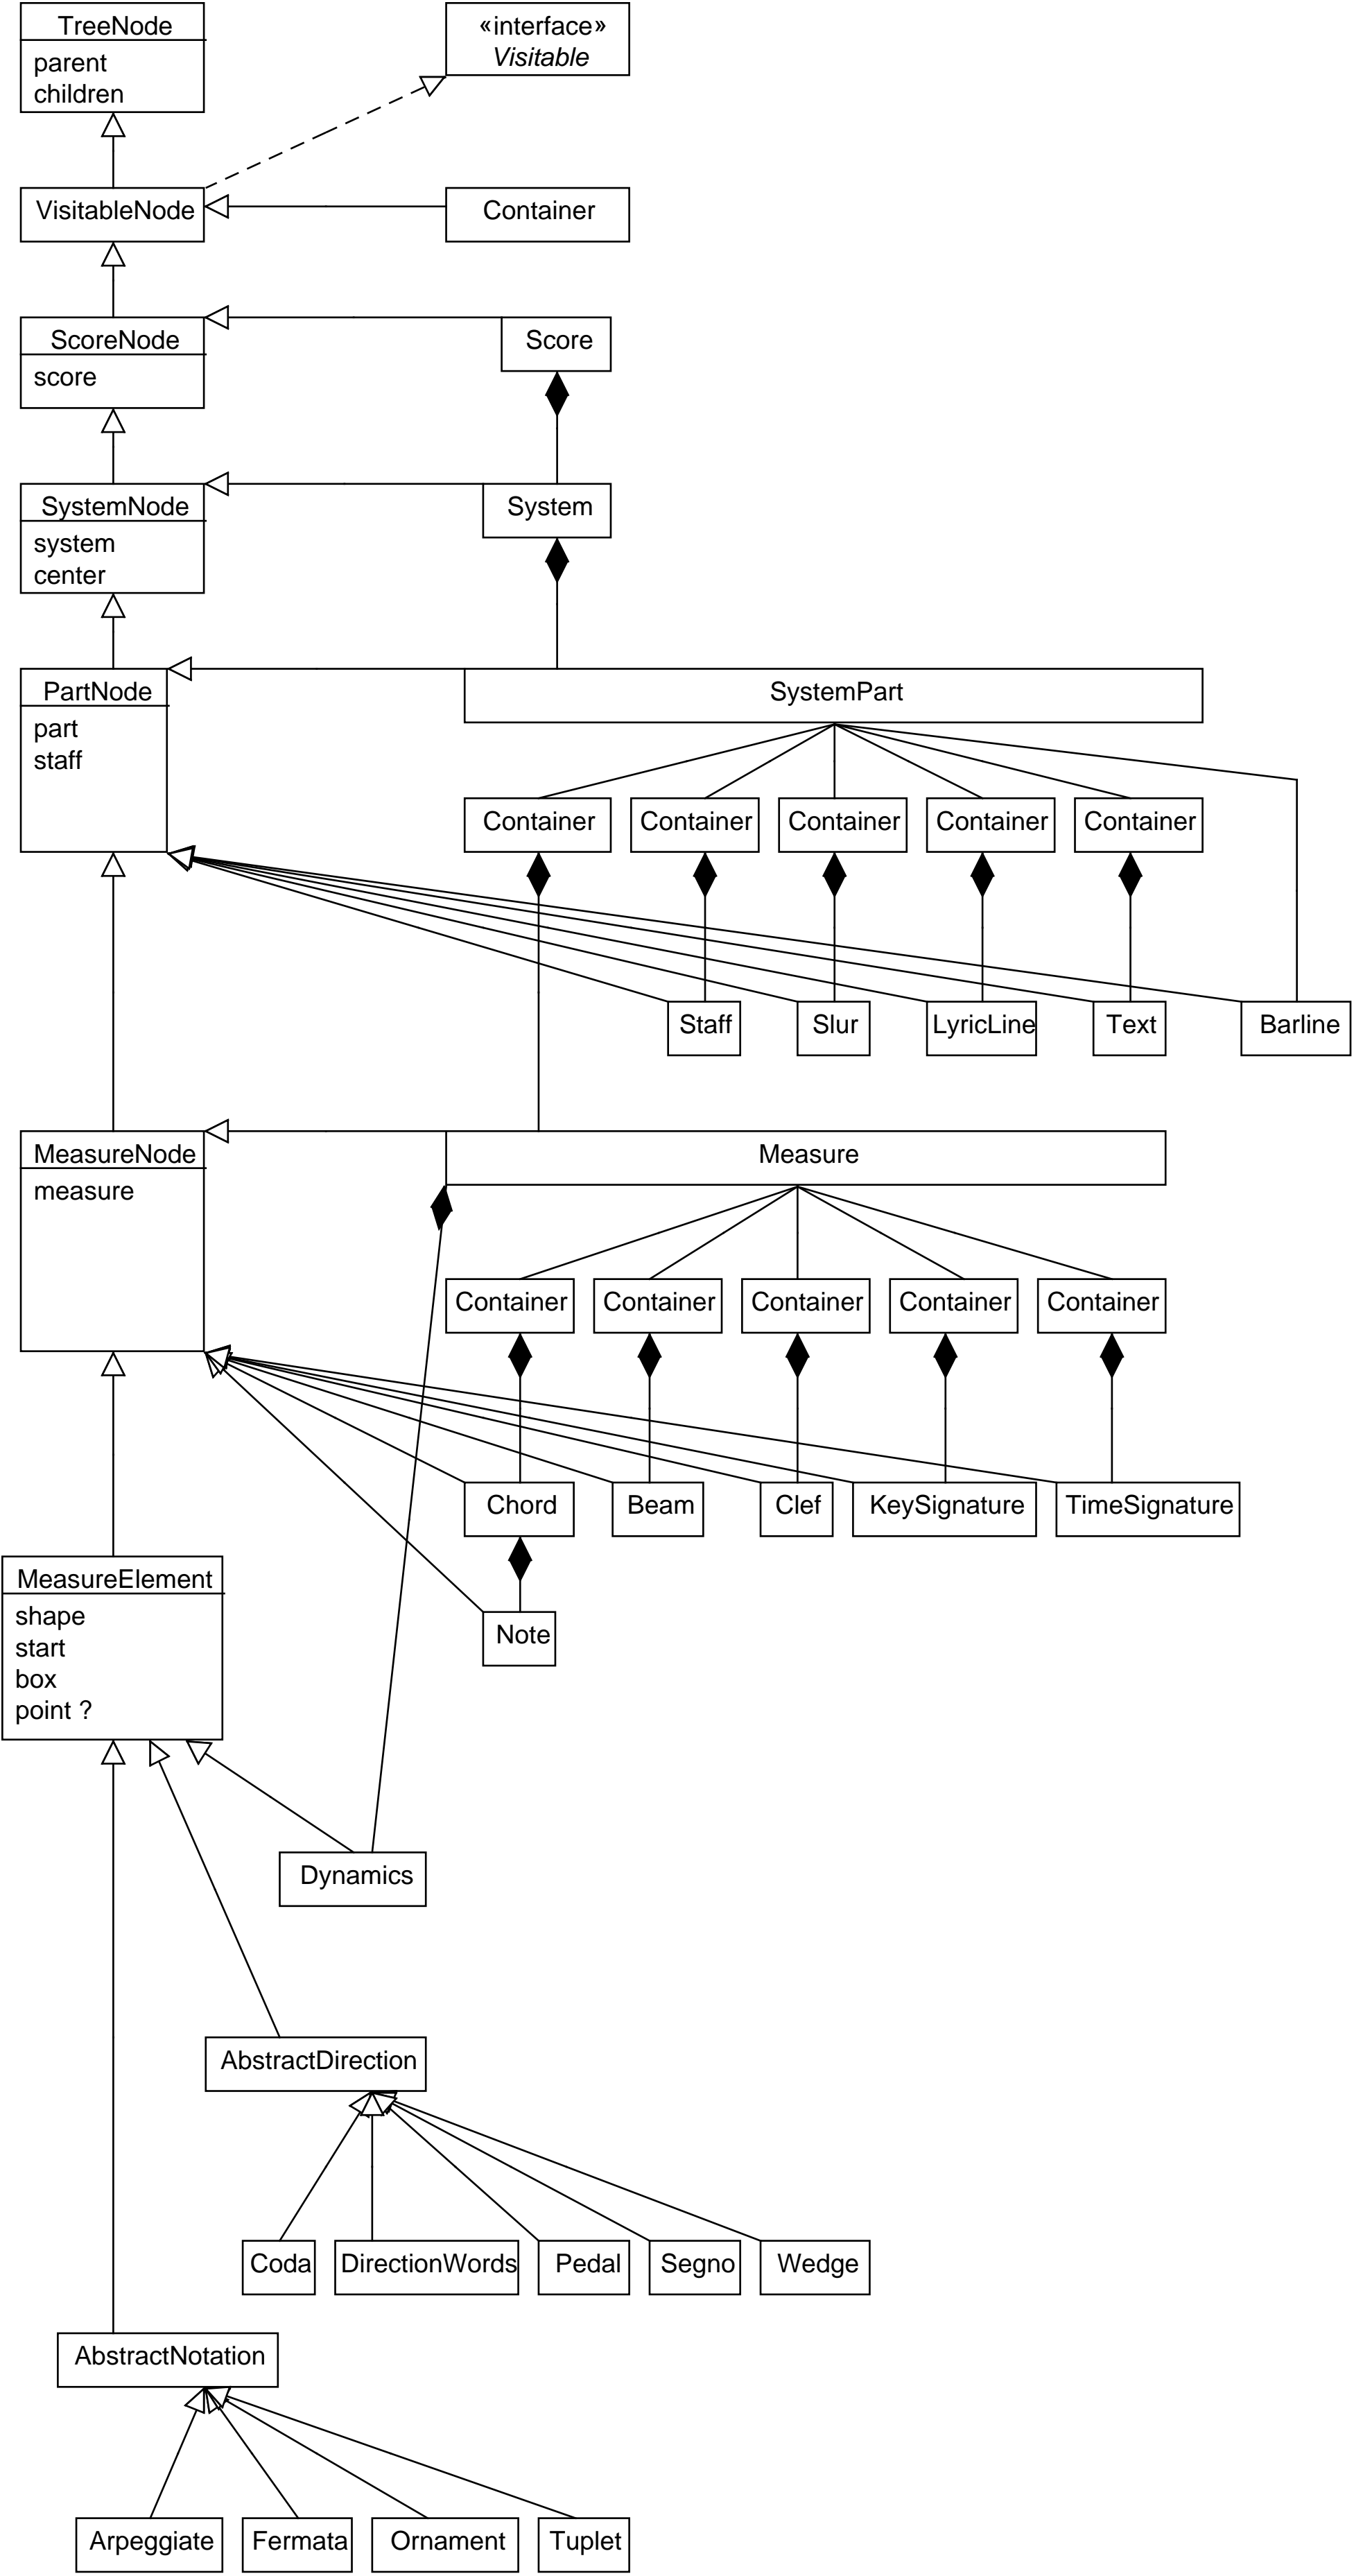 TreeNode
parent
children
«interface»
Visitable
VisitableNode
Container
ScoreNode
score
Score
SystemNode
system
center
System
PartNode
part
staff
SystemPart
Container
Container
Container
Container
Container
Staff
Slur
LyricLine
Text
Barline
MeasureNode
measure
Measure
Container
Container
Container
Container
Container
Chord
Beam
Clef
KeySignature
TimeSignature
MeasureElement
shape
start
box
point ?
Note
Dynamics
AbstractDirection
Coda
DirectionWords
Pedal
Segno
Wedge
AbstractNotation
Arpeggiate
Fermata
Ornament
Tuplet